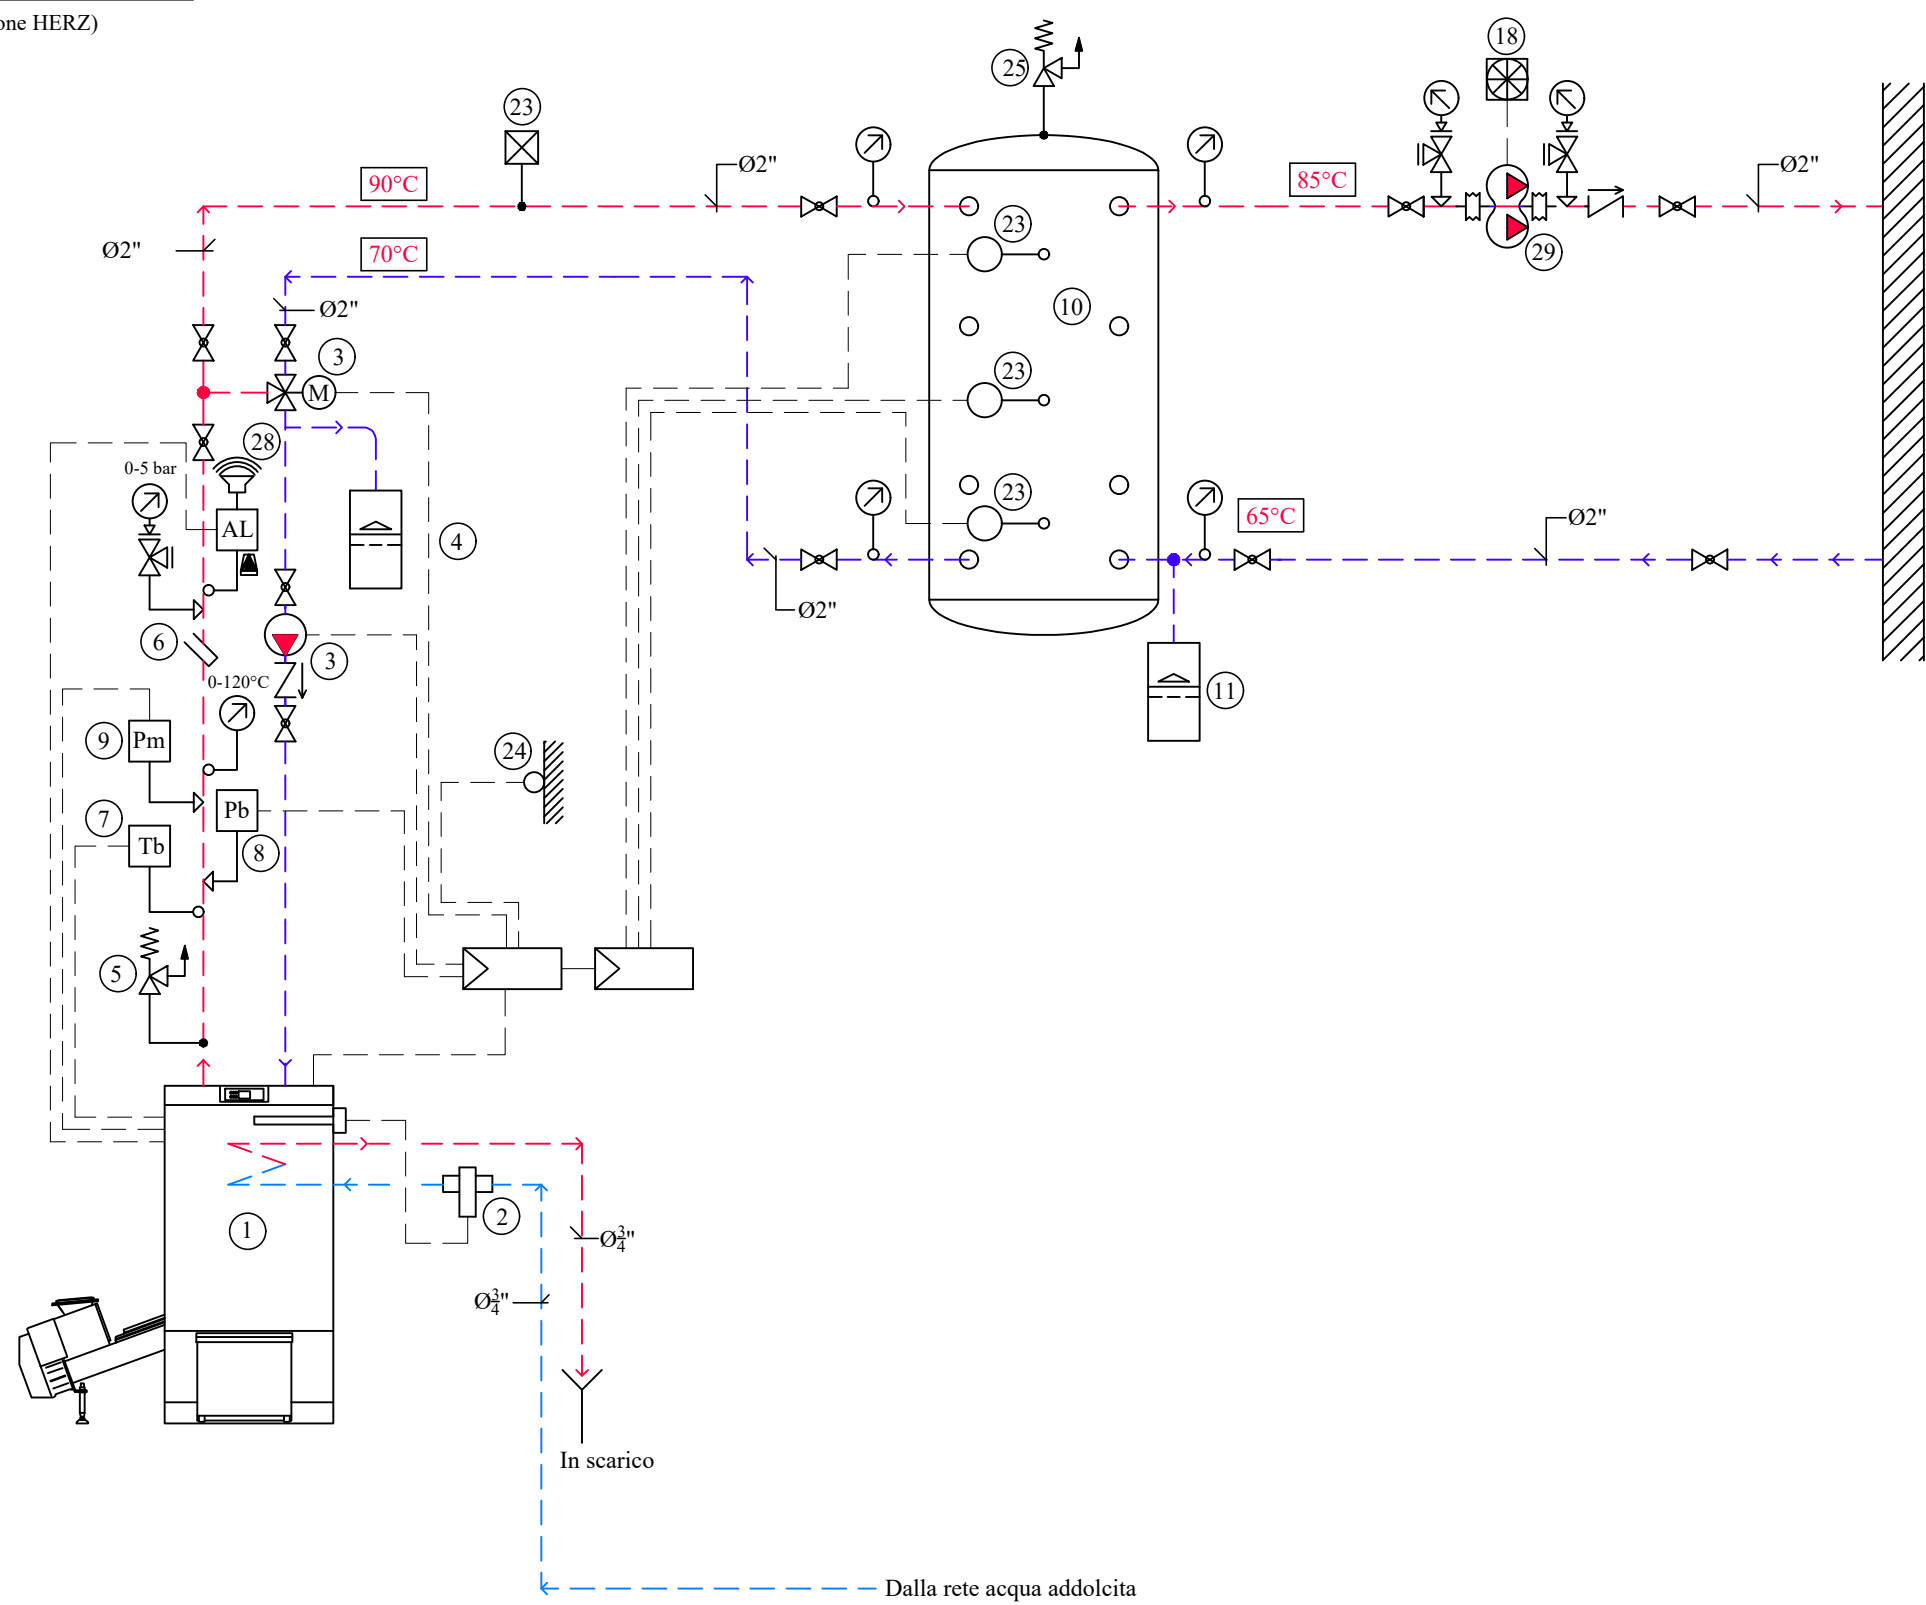 one HERZ)
18
25
23
Ø2"
90°C
85°C
Ø2"
23
Ø2"
70°C
29
Ø2"
10
3
M
23
28
0-5 bar
AL
4
23
65°C
Ø2"
Ø2"
6
3
0-120°C
11
9
Pm
24
7
Tb
Pb
8
5
2
1
Ø3/4"
Ø3/4"
In scarico
Dalla rete acqua addolcita